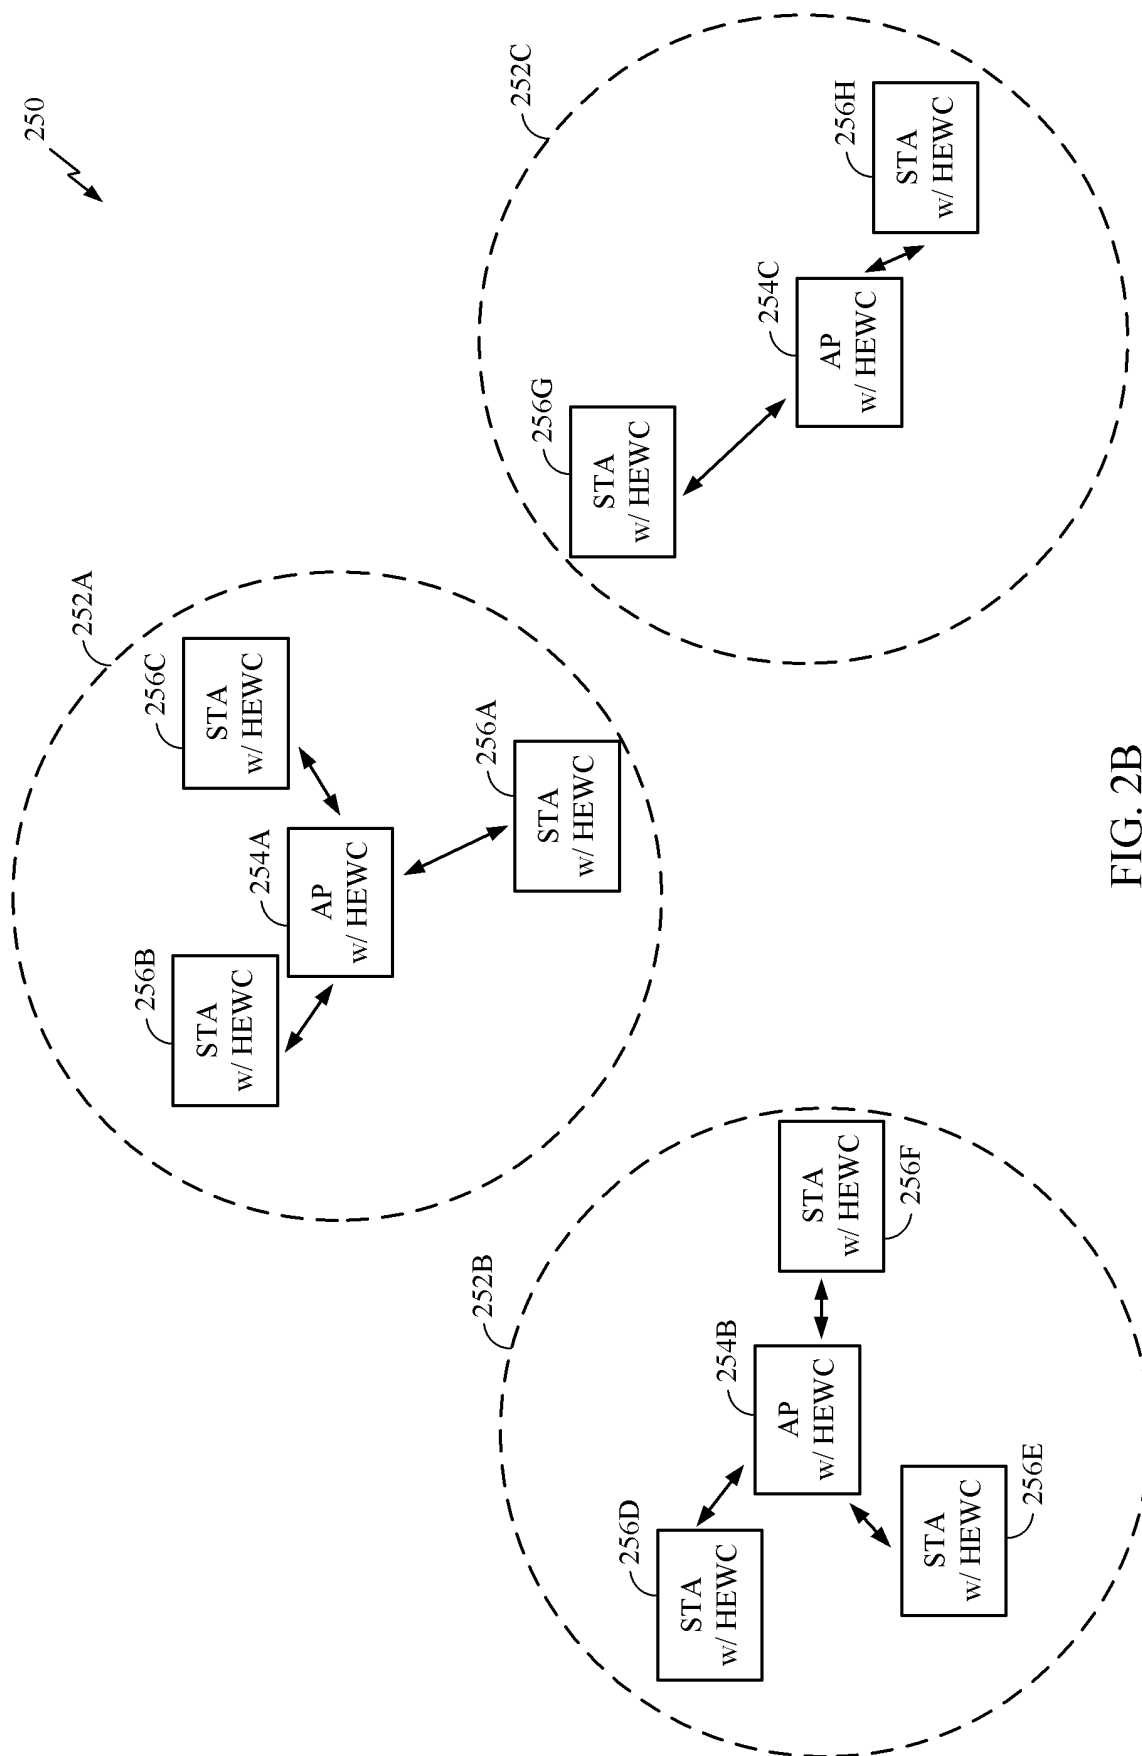 250
252A
256B
STA
w/ HEWC
254A
AP
w/ HEWC
256C
STA
w/ HEWC
256A
STA
w/ HEWC
252B
256D
STA
w/ HEWC
254B
AP
w/ HEWC
STA
w/ HEWC
256F
STA
w/ HEWC
256E
252C
256G
STA
w/ HEWC
254C
AP
w/ HEWC
256H
STA
w/ HEWC
FIG. 2B